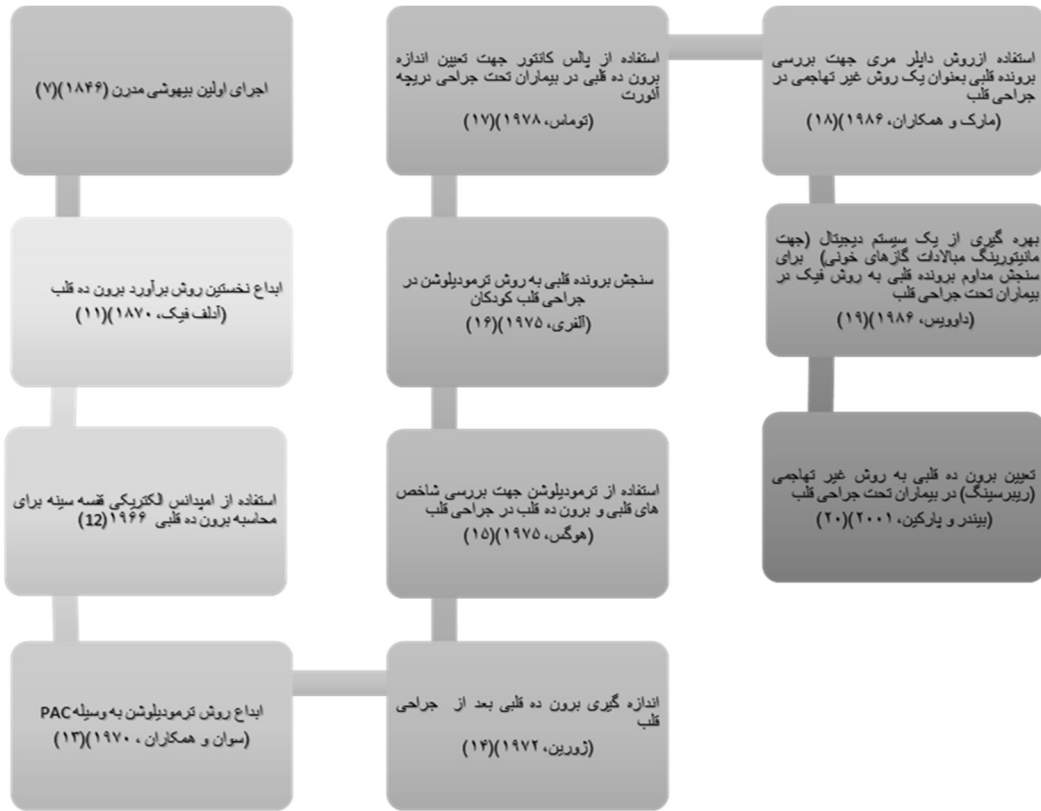 اجرای اولین بیهوشی مدرن (۱۸۴۶)(۷)
ابداع نخستین روش برآورد برون ده قلب
(آدلف فیک، ۱۸۷۰)(۱۱)
استفاده از امپدانس الکتریکی قفسه سینه برای
محاسبه برون ده قلبی ۱۹۶۶(12)
ابداع روش ترمودیلوشن به وسیله PAC
(سوان و همکاران ، ۱۹۷۰)(۱۳)
اندازه گیری برون ده قلبی بعد از جراحی
قلب
(ژورین، ۱۹۷۲)(۱۴)
استفاده از ترمودیلوشن جهت بررسی شاخص
های قلبی و برون ده قلب در جراحی قلب
(هوگس، ۱۹۷۵)(۱۵)
سنجش برونده قلبی به روش ترمودیلوشن در
جراحی قلب کودکان
(آلفری، ۱۹۷۵)(۱۶)
استفاده از پالس کانتور جهت تعیین اندازه
برون ده قلبی در بیماران تحت جراحی دریچه
آئورت
(توماس، ۱۹۷۸)(۱۷)
استفاده ازروش داپلر مری جهت بررسی
برونده قلبی بعنوان یک روش غیر تهاجمی در
جراحی قلب
(مارک و همکاران، ۱۹۸۶)(۱۸)
بهره گیری از یک سیستم دیجیتال (جهت
مانیتورینگ مبالادات گازهای خونی) برای
سنجش مداوم برونده قلبی به روش فیک در
بیماران تحت جراحی قلب
(داوویس، ۱۹۸۶)(۱۹)
تعیین برون ده قلبی به روش غیر تهاجمی
(ریبرسینگ) در بیماران تحت جراحی قلب
(بیندر و پارکین، ۲۰۰۱)(۲۰)